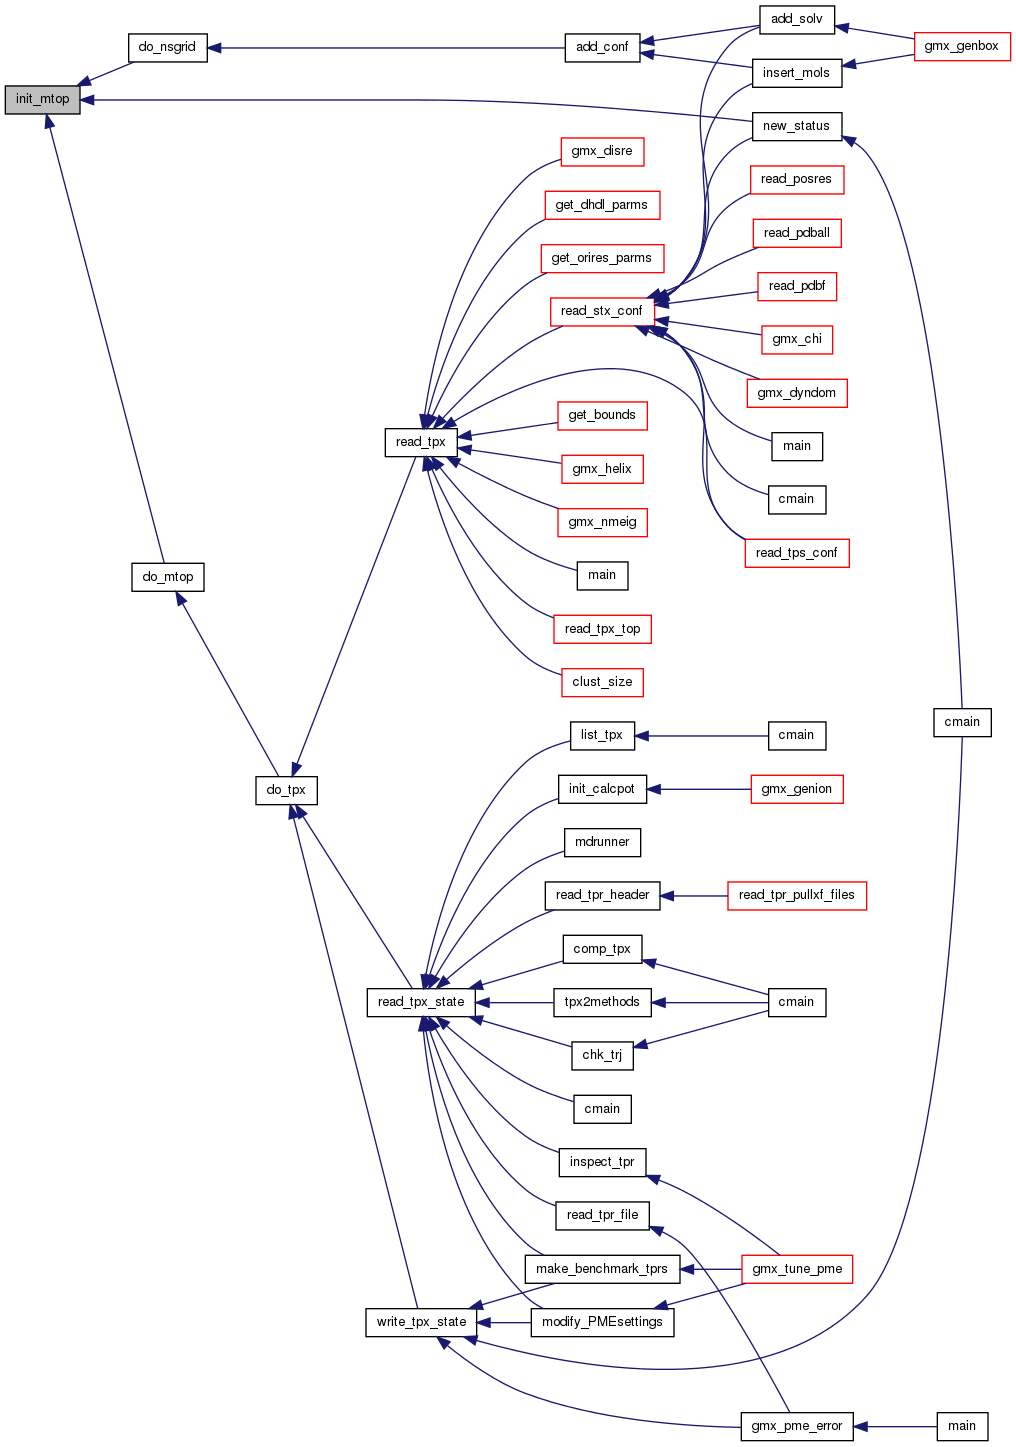 add_solv
do_nsgrid
add_conf
gmx_genbox
insert_mols
init_mtop
new_status
gmx_disre
read_posres
get_dhdl_parms
read_pdball
get_orires_parms
read_pdbf
read_stx_conf
gmx_chi
gmx_dyndom
get_bounds
read_tpx
main
gmx_helix
cmain
gmx_nmeig
read_tps_conf
do_mtop
main
read_tpx_top
clust_size
cmain
list_tpx
cmain
do_tpx
init_calcpot
gmx_genion
mdrunner
read_tpr_header
read_tpr_pullxf_files
comp_tpx
read_tpx_state
tpx2methods
cmain
chk_trj
cmain
inspect_tpr
read_tpr_file
make_benchmark_tprs
gmx_tune_pme
write_tpx_state
modify_PMEsettings
gmx_pme_error
main